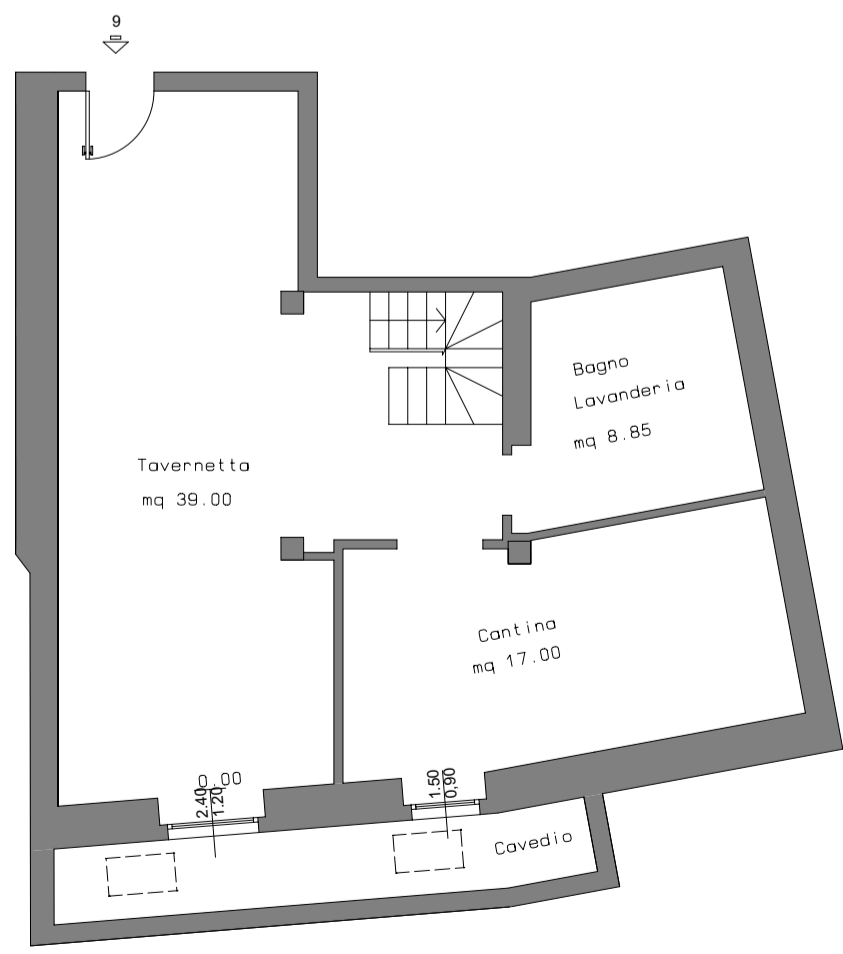 9
Bagno
Lavanderia
mq 8.85
Tavernetta
mq 39.00
Cantina
mq 17.00
0.00
2.40
1.20
1.50
0,90
Cavedio